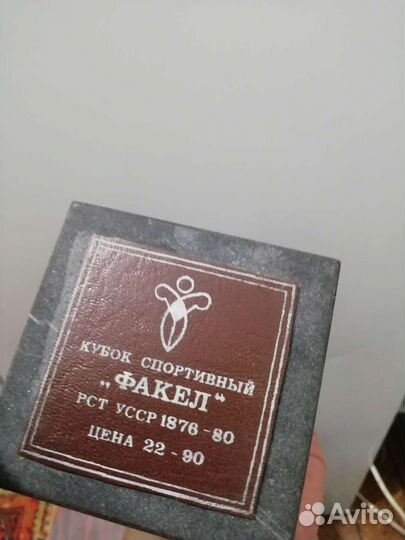 КУБОК СПОРТИВНЫЙ
„ФАКЕЛ"
РСТ УССР 1876-80
ЦЕНА 22-90
Avito